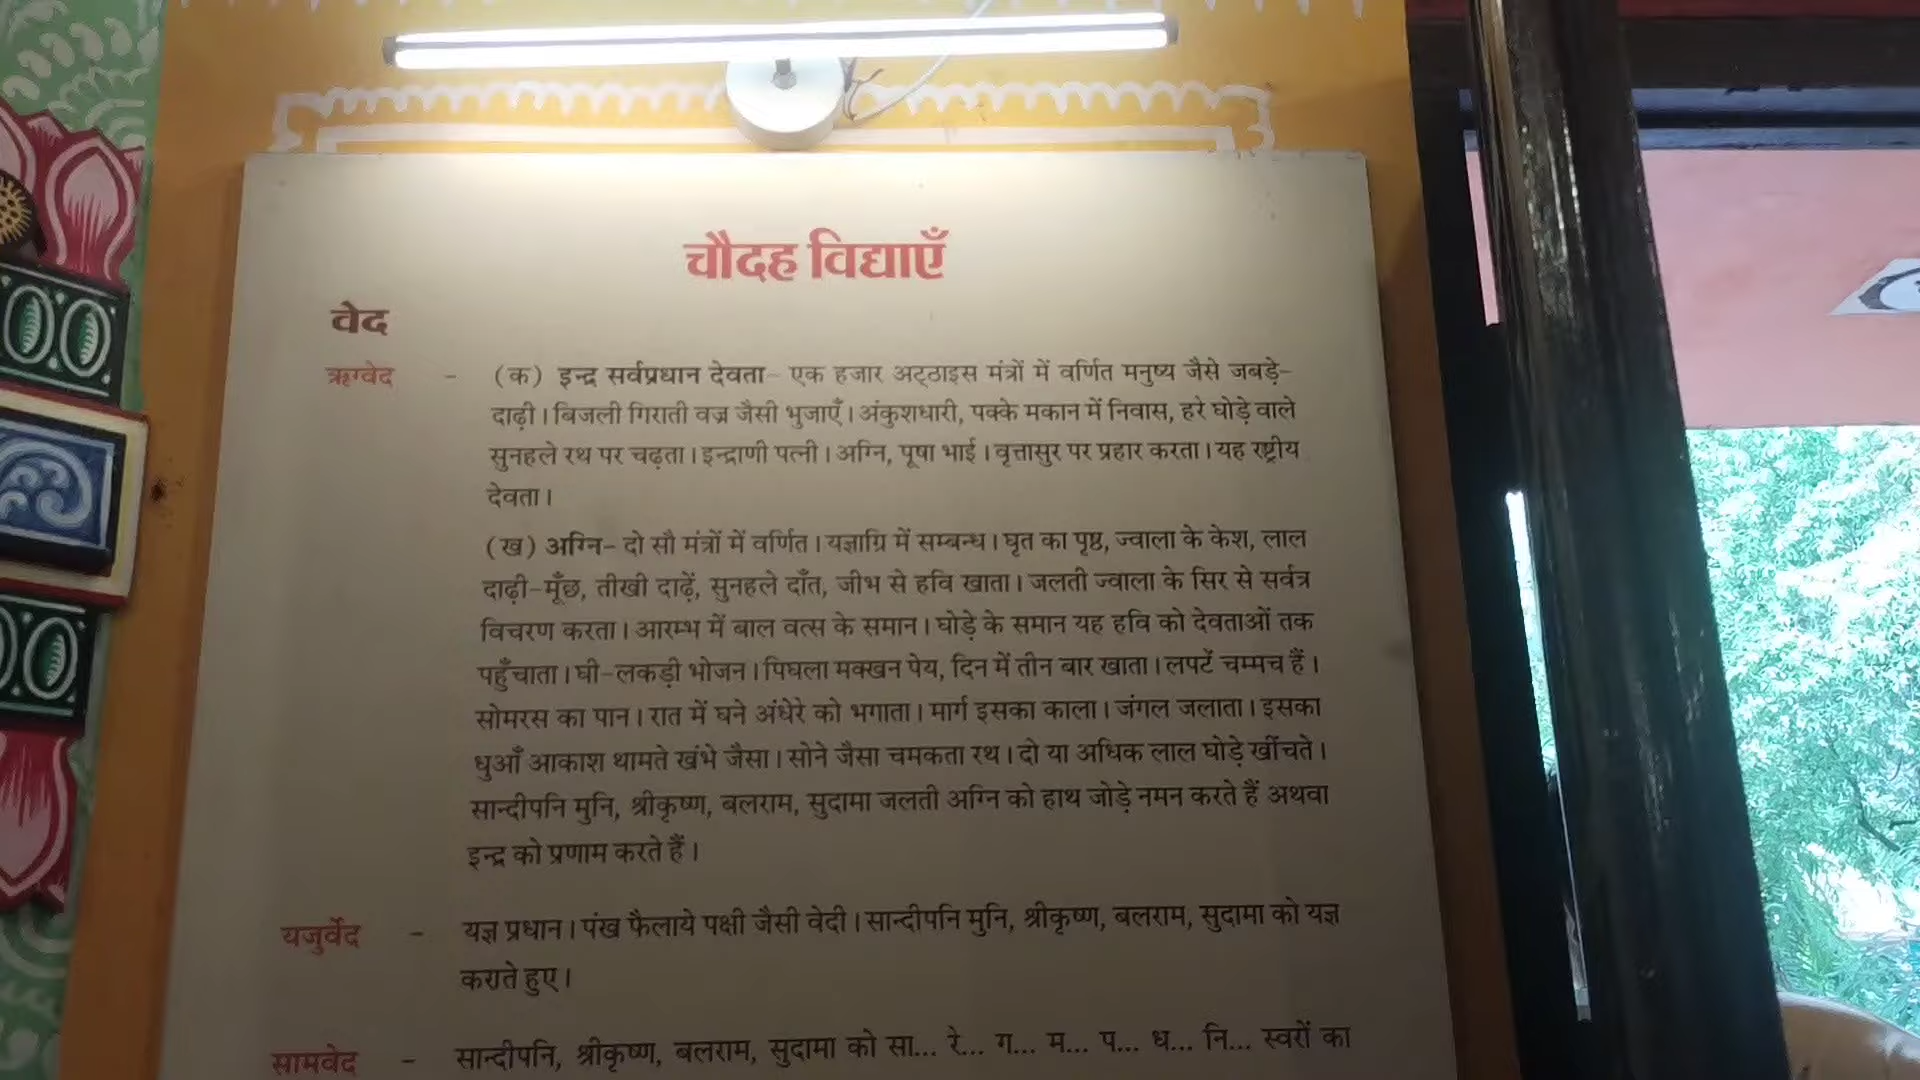 चौदह विद्याएँ
वेद
ऋग्वेद - (क) इन्द्र सर्वप्रधान देवता- एक हजार अट्ठाइस मंत्रों में वर्णित मनुष्य जैसे जबड़े-
दाढ़ी। बिजली गिराती वज्र जैसी भुजाएँ। अंकुशधारी, पक्के मकान में निवास, हरे घोड़े वाले
सुनहले रथ पर चढ़ता। इन्द्राणी पत्नी। अग्नि, पूषा भाई। वृत्तासुर पर प्रहार करता। यह रष्ट्रीय
देवता।
(ख) अग्नि- दो सौ मंत्रों में वर्णित। यज्ञाग्रि में सम्बन्ध। घृत का पृष्ठ, ज्वाला के केश, लाल
दाढ़ी-मूँछ, तीखी दाढ़ें, सुनहले दाँत, जीभ से हवि खाता। जलती ज्वाला के सिर से सर्वत्र
विचरण करता। आरम्भ में बाल वत्स के समान। घोड़े के समान यह हवि को देवताओं तक
पहुँचाता। घी-लकड़ी भोजन। पिघला मक्खन पेय, दिन में तीन बार खाता। लपटें चम्मच हैं।
सोमरस का पान। रात में घने अंधेरे को भगाता। मार्ग इसका काला। जंगल जलाता। इसका
धुआँ आकाश थामते खंभे जैसा। सोने जैसा चमकता रथ। दो या अधिक लाल घोड़े खींचते।
सान्दीपनि मुनि, श्रीकृष्ण, बलराम, सुदामा जलती अग्नि को हाथ जोड़े नमन करते हैं अथवा
इन्द्र को प्रणाम करते हैं।
यजुर्वेद - यज्ञ प्रधान। पंख फैलाये पक्षी जैसी वेदी। सान्दीपनि मुनि, श्रीकृष्ण, बलराम, सुदामा को यज्ञ
कराते हुए।
सामवेद - सान्दीपनि, श्रीकृष्ण, बलराम, सुदामा को सा... रे... ग... म... प... ध... नि... स्वरों का